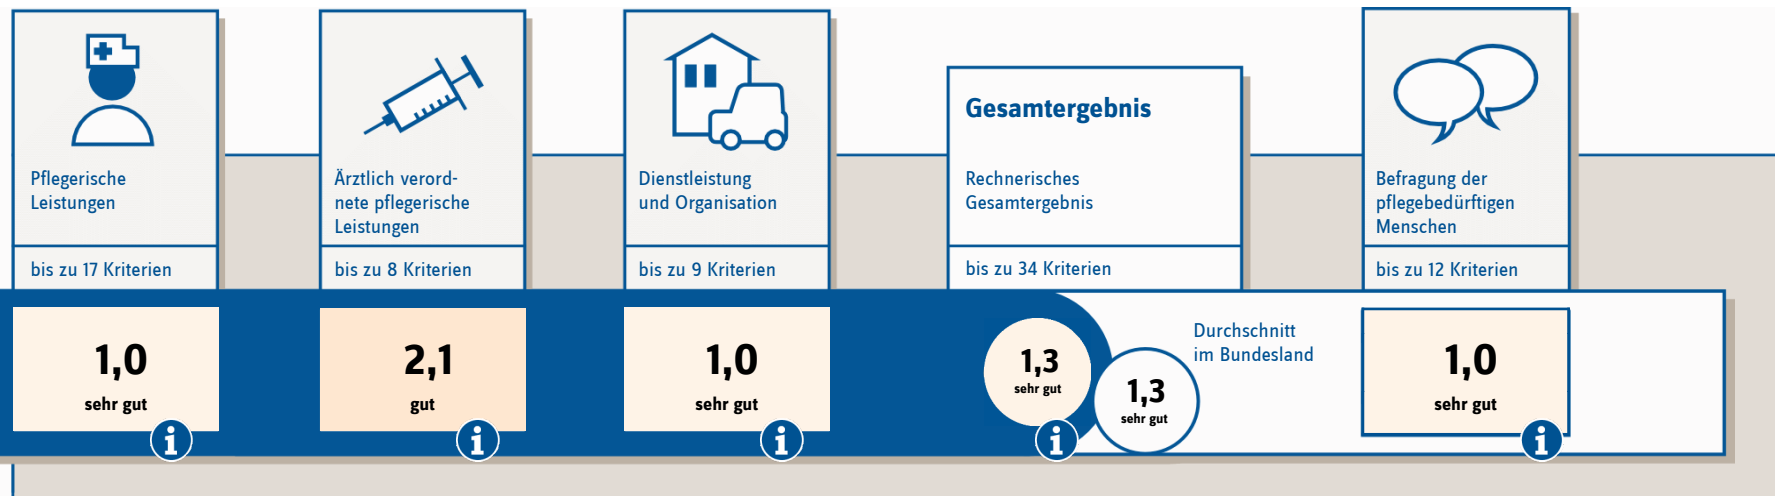 Pflegerische
Leistungen
bis zu 17 Kriterien
1,0
sehr gut
i
Ärztlich verord-
nete pflegerische
Leistungen
bis zu 8 Kriterien
2,1
gut
i
Dienstleistung
und Organisation
bis zu 9 Kriterien
1,0
sehr gut
i
Gesamtergebnis
Rechnerisches
Gesamtergebnis
bis zu 34 Kriterien
1,3
sehr gut
i
1,3
sehr gut
Durchschnitt
im Bundesland
Befragung der
pflegebedürftigen
Menschen
bis zu 12 Kriterien
1,0
sehr gut
i